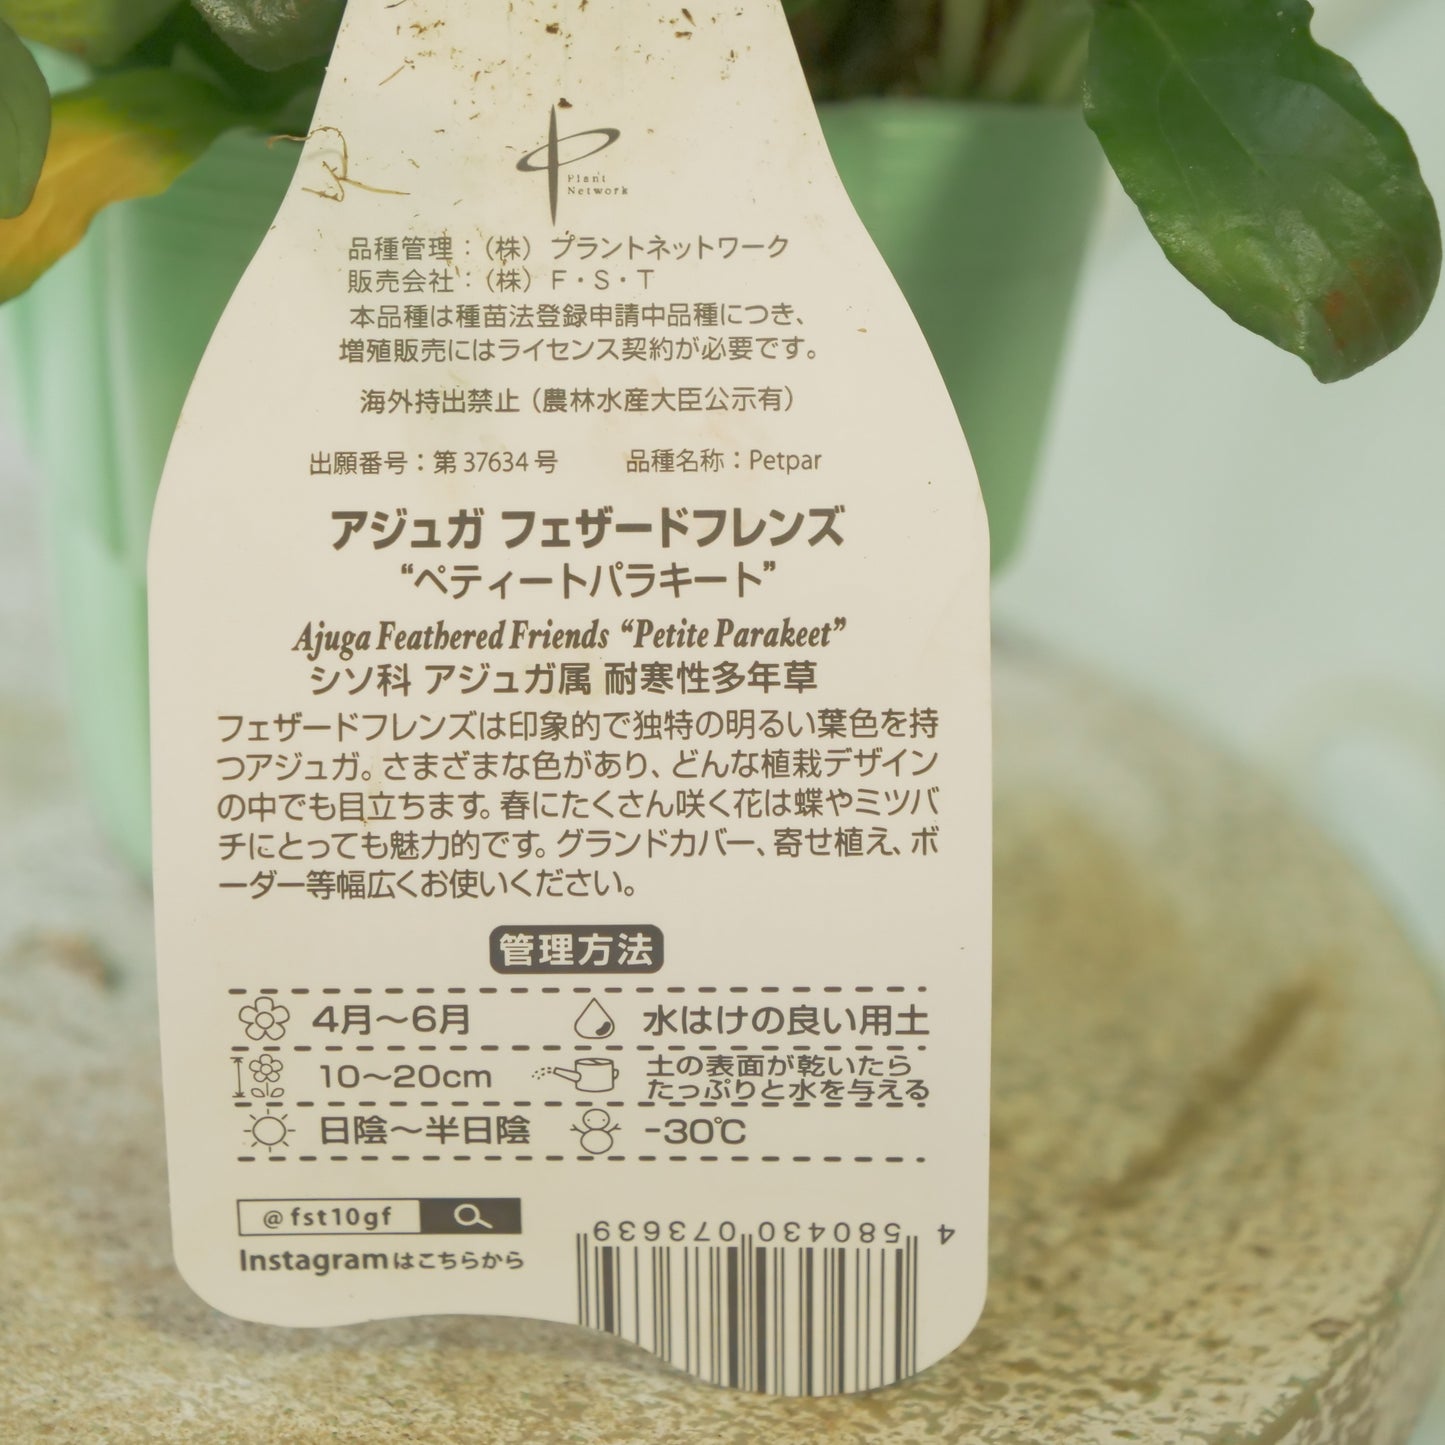 Plant
Network
品種管理：（株） プラントネットワーク
販売会社：（株） F・S・T
本品種は種苗法登録申請中品種につき、
増殖販売にはライセンス契約が必要です。
海外持出禁止（農林水産大臣公示有）
出願番号：第37634号 品種名称：Petpar
アジュガ フェザードフレンズ
“ペティートパラキート”
Ajuga Feathered Friends “Petite Parakeet”
シソ科 アジュガ属 耐寒性多年草
フェザードフレンズは印象的で独特の明るい葉色を持
つアジュガ。さまざまな色があり、どんな植栽デザイン
の中でも目立ちます。春にたくさん咲く花は蝶やミツバ
チにとっても魅力的です。グランドカバー、寄せ植え、ボ
ーダー等幅広くお使いください。
管理方法
4月～6月 水はけの良い用土
10～20cm 土の表面が乾いたら
たっぷりと水を与える
日陰～半日陰 -30℃
@fst10gf
Instagramはこちらから
4 580430 073639